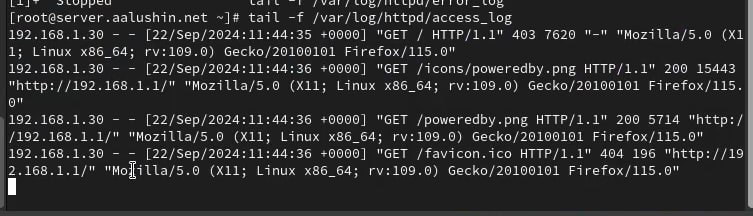 [1]+  Stopped                 tail -f /var/log/httpd/error_log
[root@server.aalushin.net ~]# tail -f /var/log/httpd/access_log
192.168.1.30 - - [22/Sep/2024:11:44:35 +0000] "GET / HTTP/1.1" 403 7620 "-" "Mozilla/5.0 (X1
1; Linux x86_64; rv:109.0) Gecko/20100101 Firefox/115.0"
192.168.1.30 - - [22/Sep/2024:11:44:36 +0000] "GET /icons/poweredby.png HTTP/1.1" 200 15443
"http://192.168.1.1/" "Mozilla/5.0 (X11; Linux x86_64; rv:109.0) Gecko/20100101 Firefox/115.
0"
192.168.1.30 - - [22/Sep/2024:11:44:36 +0000] "GET /poweredby.png HTTP/1.1" 200 5714 "http:/
/192.168.1.1/" "Mozilla/5.0 (X11; Linux x86_64; rv:109.0) Gecko/20100101 Firefox/115.0"
192.168.1.30 - - [22/Sep/2024:11:44:36 +0000] "GET /favicon.ico HTTP/1.1" 404 196 "http://19
2.168.1.1/" "Mozilla/5.0 (X11; Linux x86_64; rv:109.0) Gecko/20100101 Firefox/115.0"